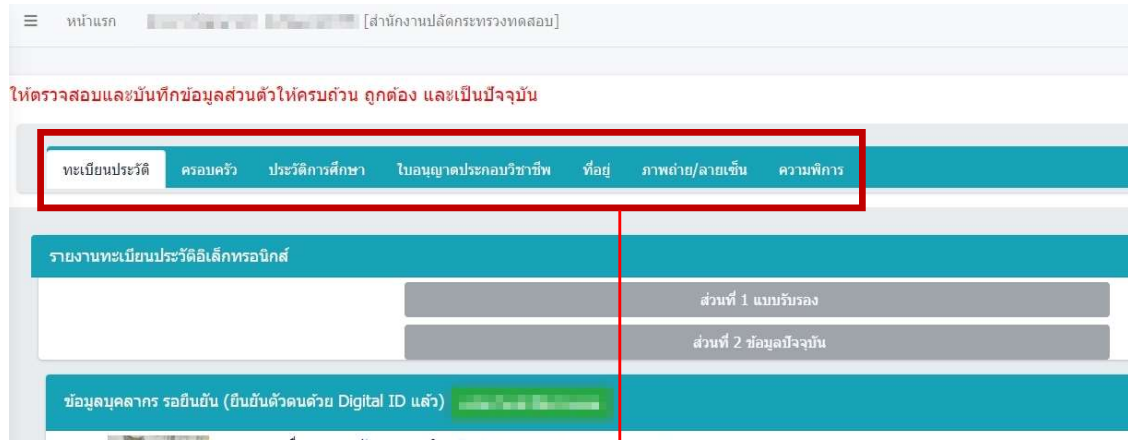 หน้าแรก [สำนักงานปลัดกระทรวงทดสอบ]
ให้ตรวจสอบและบันทึกข้อมูลส่วนตัวให้ครบถ้วน ถูกต้อง และเป็นปัจจุบัน
ทะเบียนประวัติ ครอบครัว ประวัติการศึกษา ใบอนุญาตประกอบวิชาชีพ ที่อยู่ ภาพถ่าย/ลายเซ็น ความพิการ
รายงานทะเบียนประวัติอิเล็กทรอนิกส์
ส่วนที่ 1 แบบรับรอง
ส่วนที่ 2 ข้อมูลปัจจุบัน
ข้อมูลบุคลากร รอยืนยัน (ยืนยันตัวตนด้วย Digital ID แล้ว)